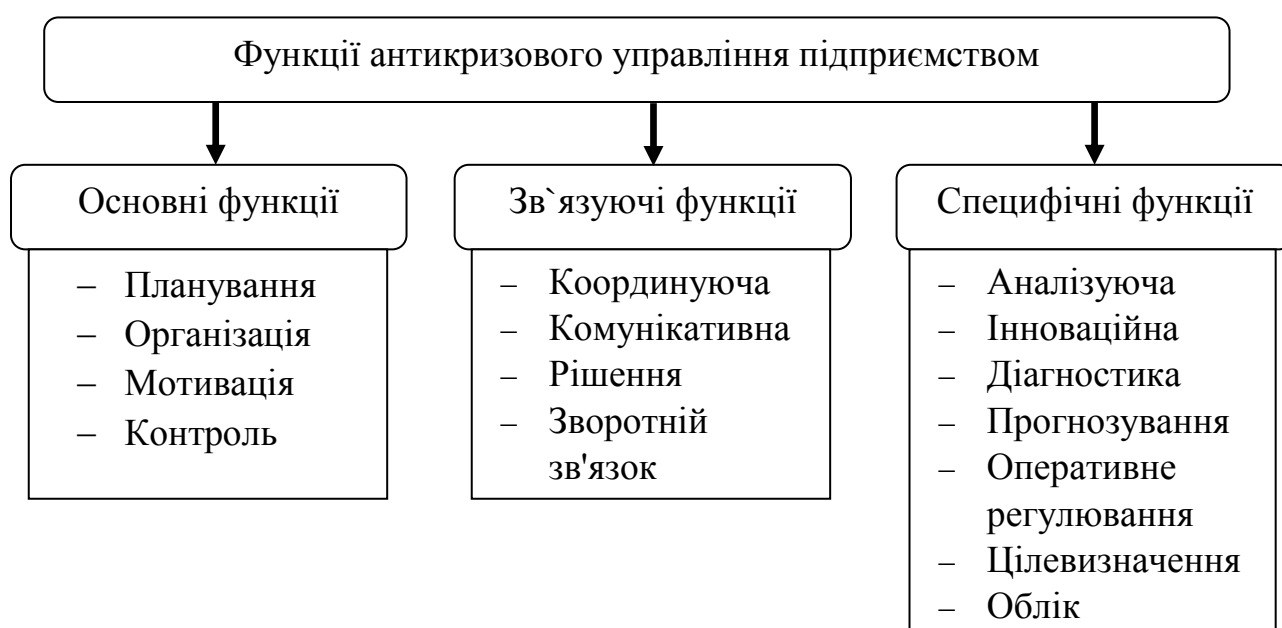 Функції антикризового управління підприємством
Основні функції
– Планування
– Організація
– Мотивація
– Контроль
Зв`язуючі функції
– Координуюча
– Комунікативна
– Рішення
– Зворотній
зв'язок
Специфічні функції
– Аналізуюча
– Інноваційна
– Діагностика
– Прогнозування
– Оперативне
регулювання
– Цілевизначення
– Облік